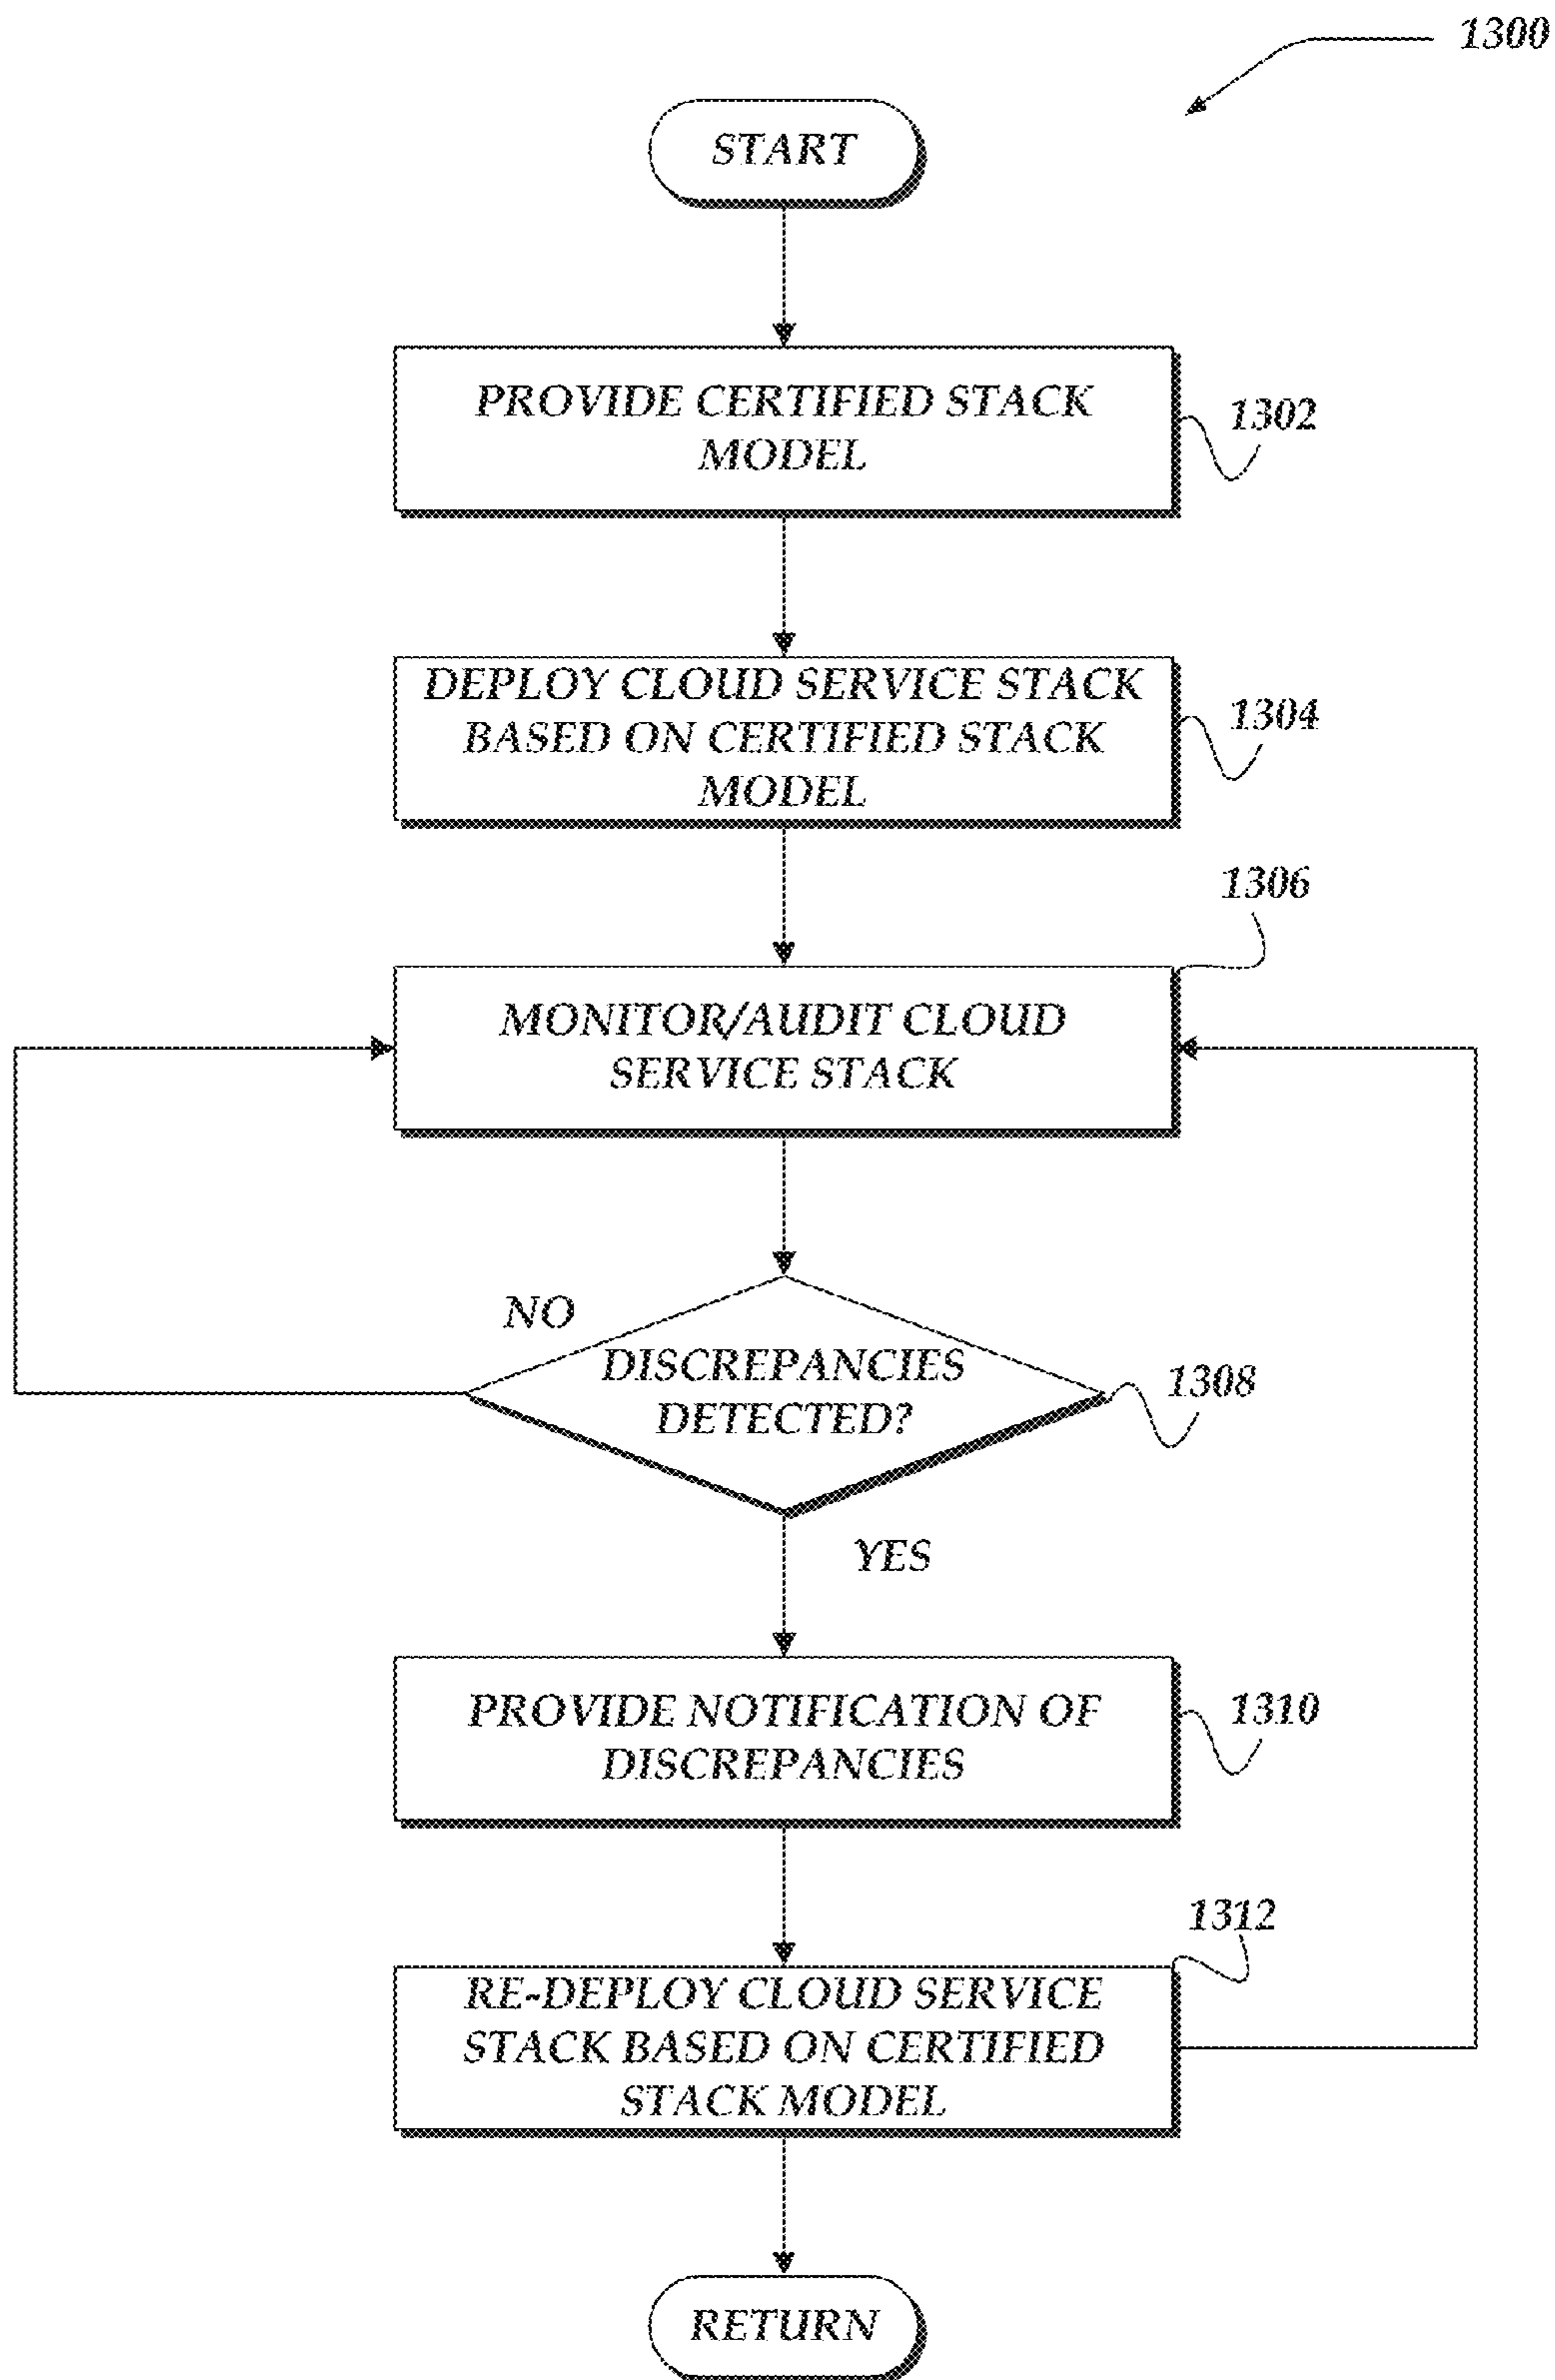 1300
START
PROVIDE CERTIFIED STACK
MODEL
1302
DEPLOY CLOUD SERVICE STACK
BASED ON CERTIFIED STACK
MODEL
1304
1306
MONITOR/AUDIT CLOUD
SERVICE STACK
NO
DISCREPANCIES
DETECTED?
1308
YES
PROVIDE NOTIFICATION OF
DISCREPANCIES
1310
1312
RE-DEPLOY CLOUD SERVICE
STACK BASED ON CERTIFIED
STACK MODEL
RETURN